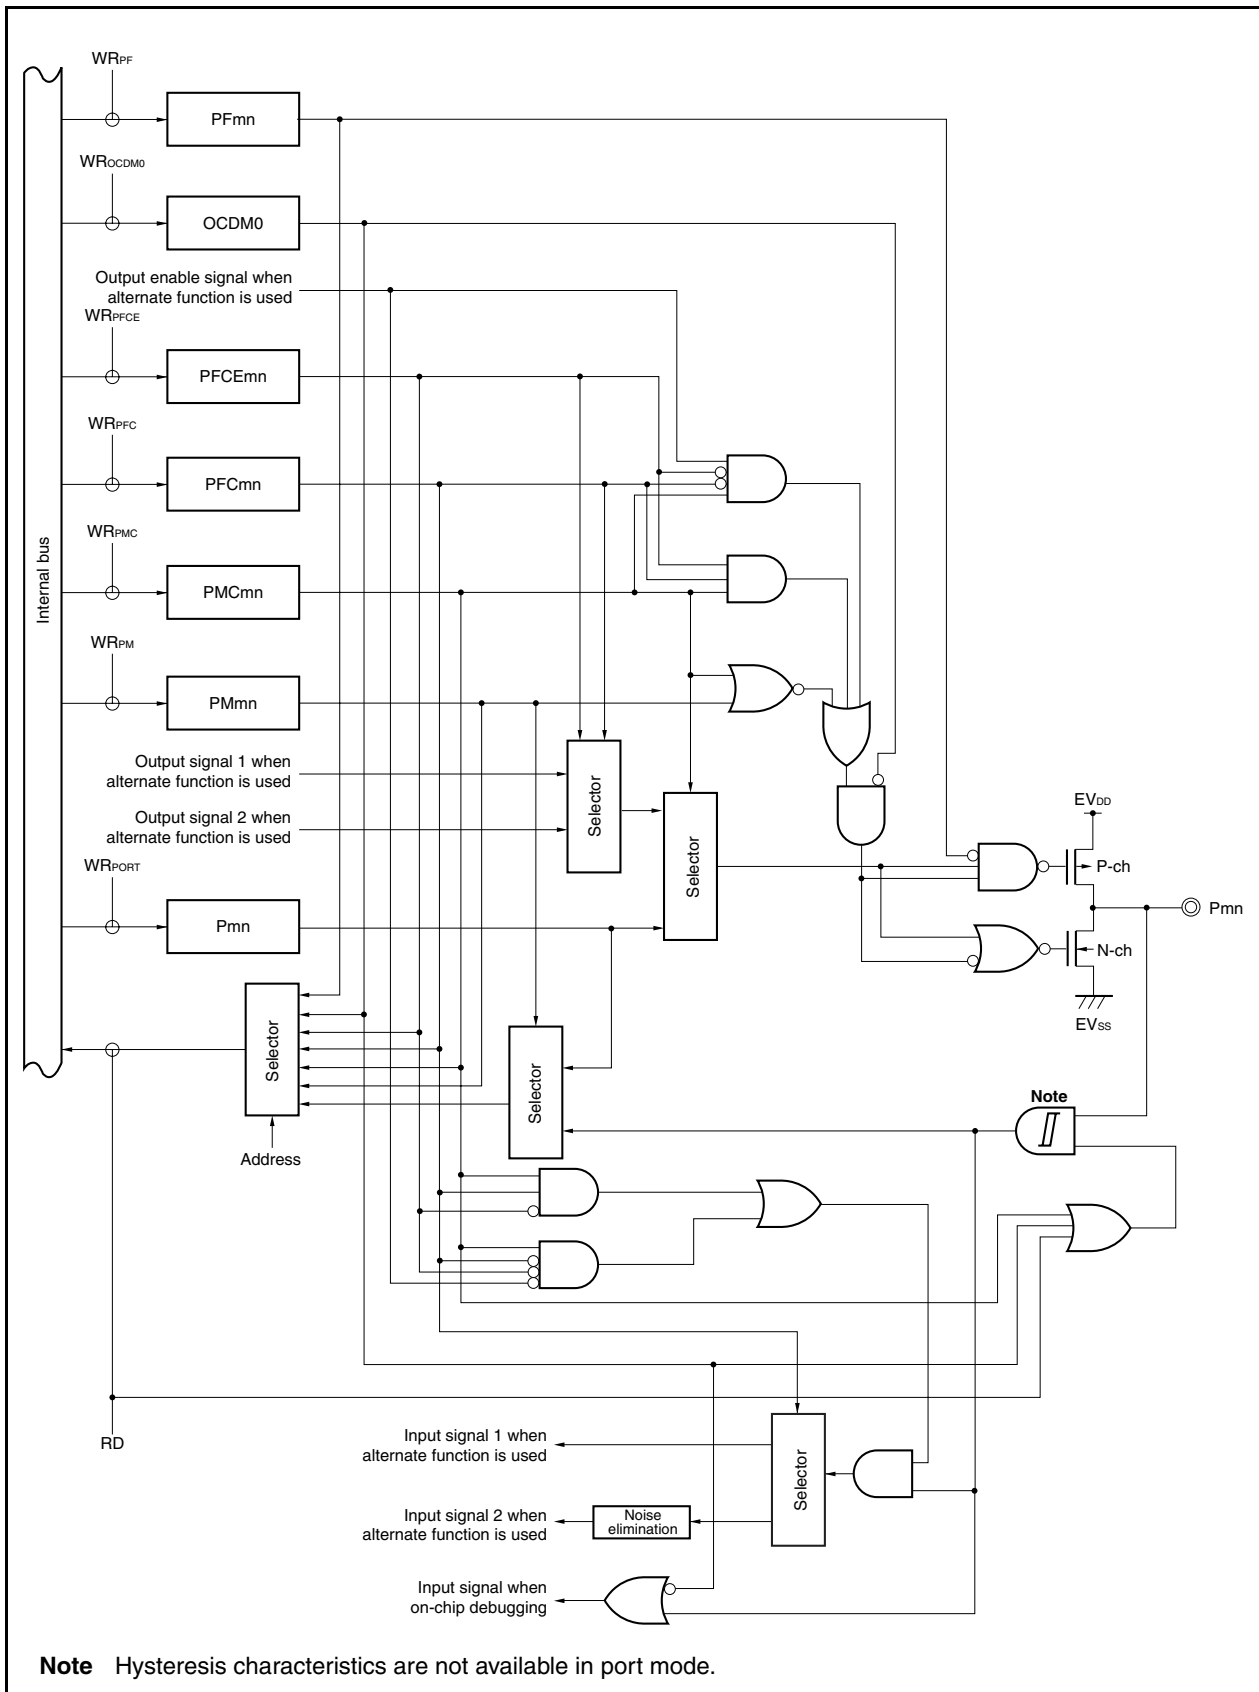 WRPF
PFmn
WROCDM0
OCDM0
Output enable signal when
alternate function is used
WRPFCE
PFCEmn
WRPFC
PFCmn
WRPMC
Internal bus
PMCmn
WRPM
PMmn
Output signal 1 when
alternate function is used
Selector
Output signal 2 when
alternate function is used
Selector
EVDD
P-ch
WRPORT
Pmn
Pmn
N-ch
EVSS
Selector
Selector
Note
Address
RD
Input signal 1 when
alternate function is used
Selector
Input signal 2 when
alternate function is used
Noise
elimination
Input signal when
on-chip debugging
Note Hysteresis characteristics are not available in port mode.